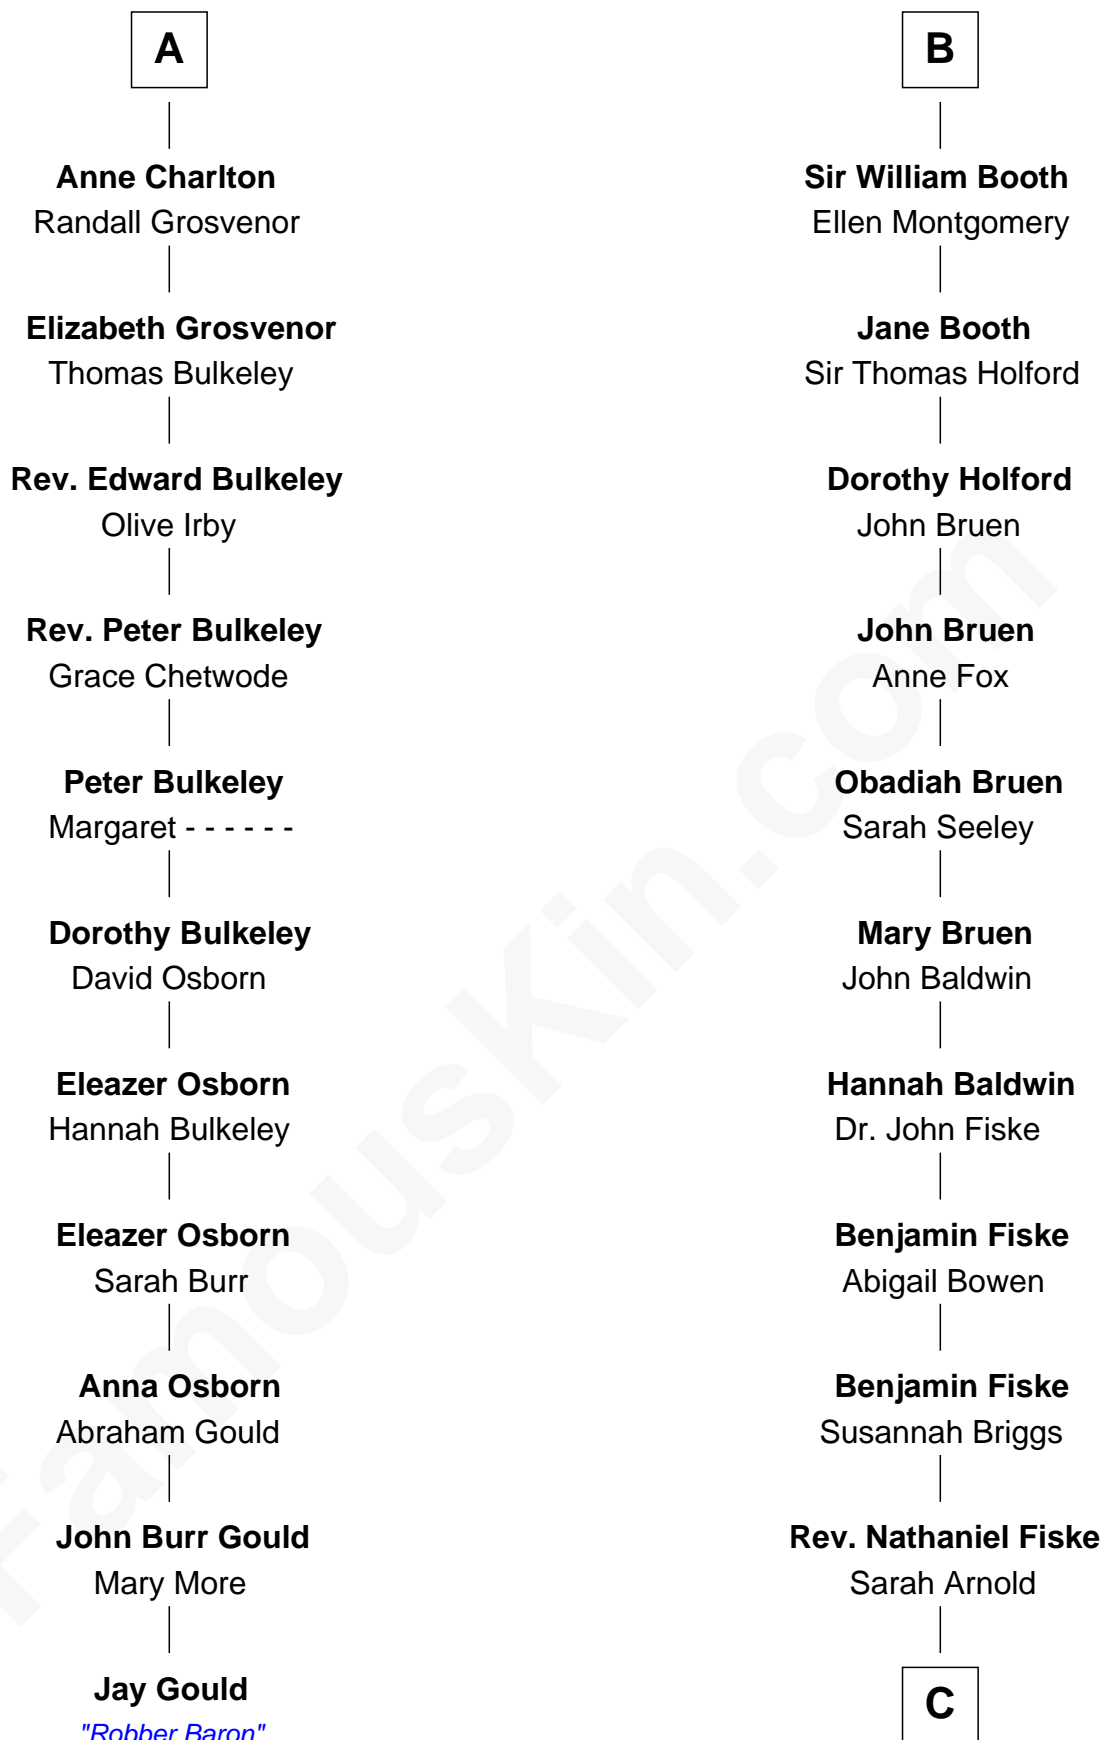 A
Anne Charlton
Randall Grosvenor
Elizabeth Grosvenor
Thomas Bulkeley
Rev. Edward Bulkeley
Olive Irby
Rev. Peter Bulkeley
Grace Chetwode
Peter Bulkeley
Margaret - - - - - -
Dorothy Bulkeley
David Osborn
Eleazer Osborn
Hannah Bulkeley
Eleazer Osborn
Sarah Burr
Anna Osborn
Abraham Gould
John Burr Gould
Mary More
Jay Gould
"Robber Baron"
B
Sir William Booth
Ellen Montgomery
Jane Booth
Sir Thomas Holford
Dorothy Holford
John Bruen
John Bruen
Anne Fox
Obadiah Bruen
Sarah Seeley
Mary Bruen
John Baldwin
Hannah Baldwin
Dr. John Fiske
Benjamin Fiske
Abigail Bowen
Benjamin Fiske
Susannah Briggs
Rev. Nathaniel Fiske
Sarah Arnold
C
FamousKin.com